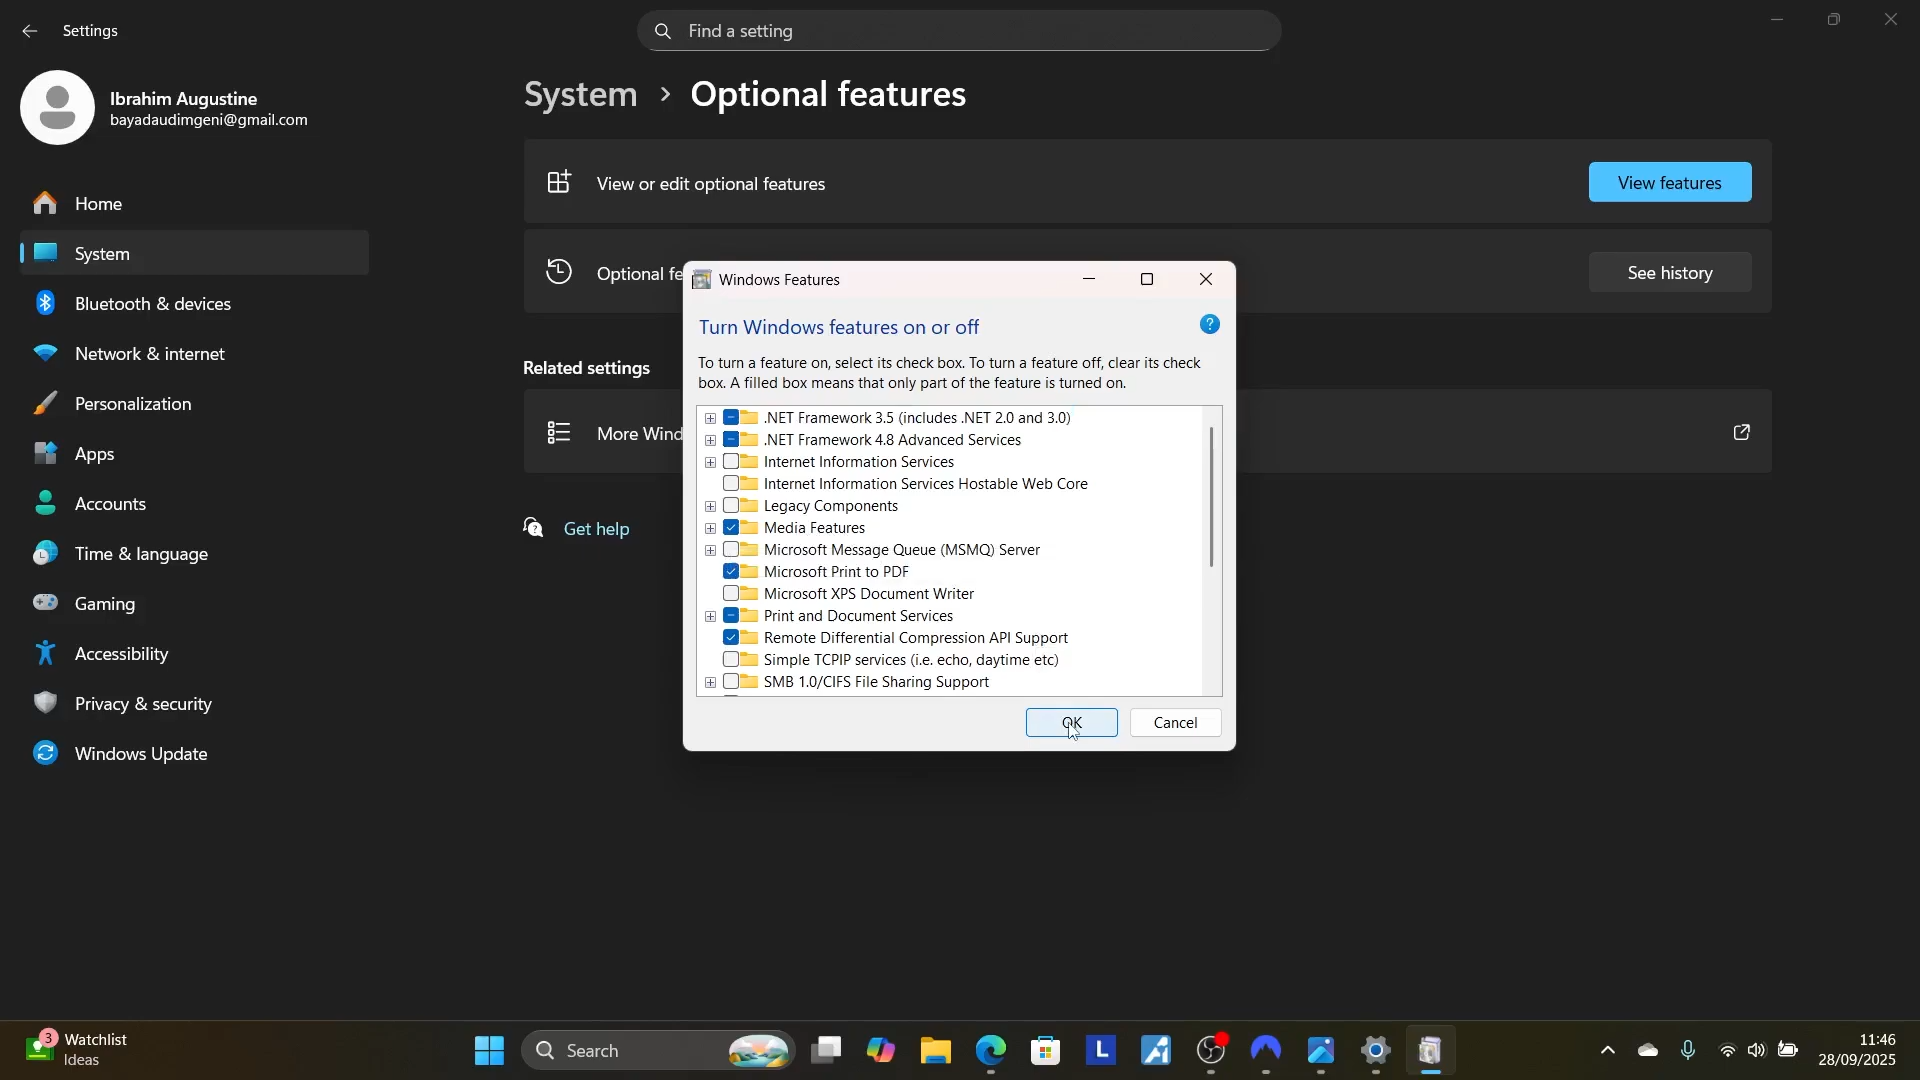 Settings
Find a setting
Ibrahim Augustine
bayadaudimgeni@gmail.com
System > Optional features
Home
System
Bluetooth & devices
Network & internet
Personalization
Apps
Accounts
Time & language
Gaming
Accessibility
Privacy & security
Windows Update
View or edit optional features
View features
Optional fe
See history
Related settings
More Wind
Get help
Windows Features
Turn Windows features on or off
To turn a feature on, select its check box. To turn a feature off, clear its check
box. A filled box means that only part of the feature is turned on.
.NET Framework 3.5 (includes .NET 2.0 and 3.0)
.NET Framework 4.8 Advanced Services
Internet Information Services
Internet Information Services Hostable Web Core
Legacy Components
Media Features
Microsoft Message Queue (MSMQ) Server
Microsoft Print to PDF
Microsoft XPS Document Writer
Print and Document Services
Remote Differential Compression API Support
Simple TCPIP services (i.e. echo, daytime etc)
SMB 1.0/CIFS File Sharing Support
OK
Cancel
3
Watchlist
Ideas
Search
L
11:46
28/09/2025